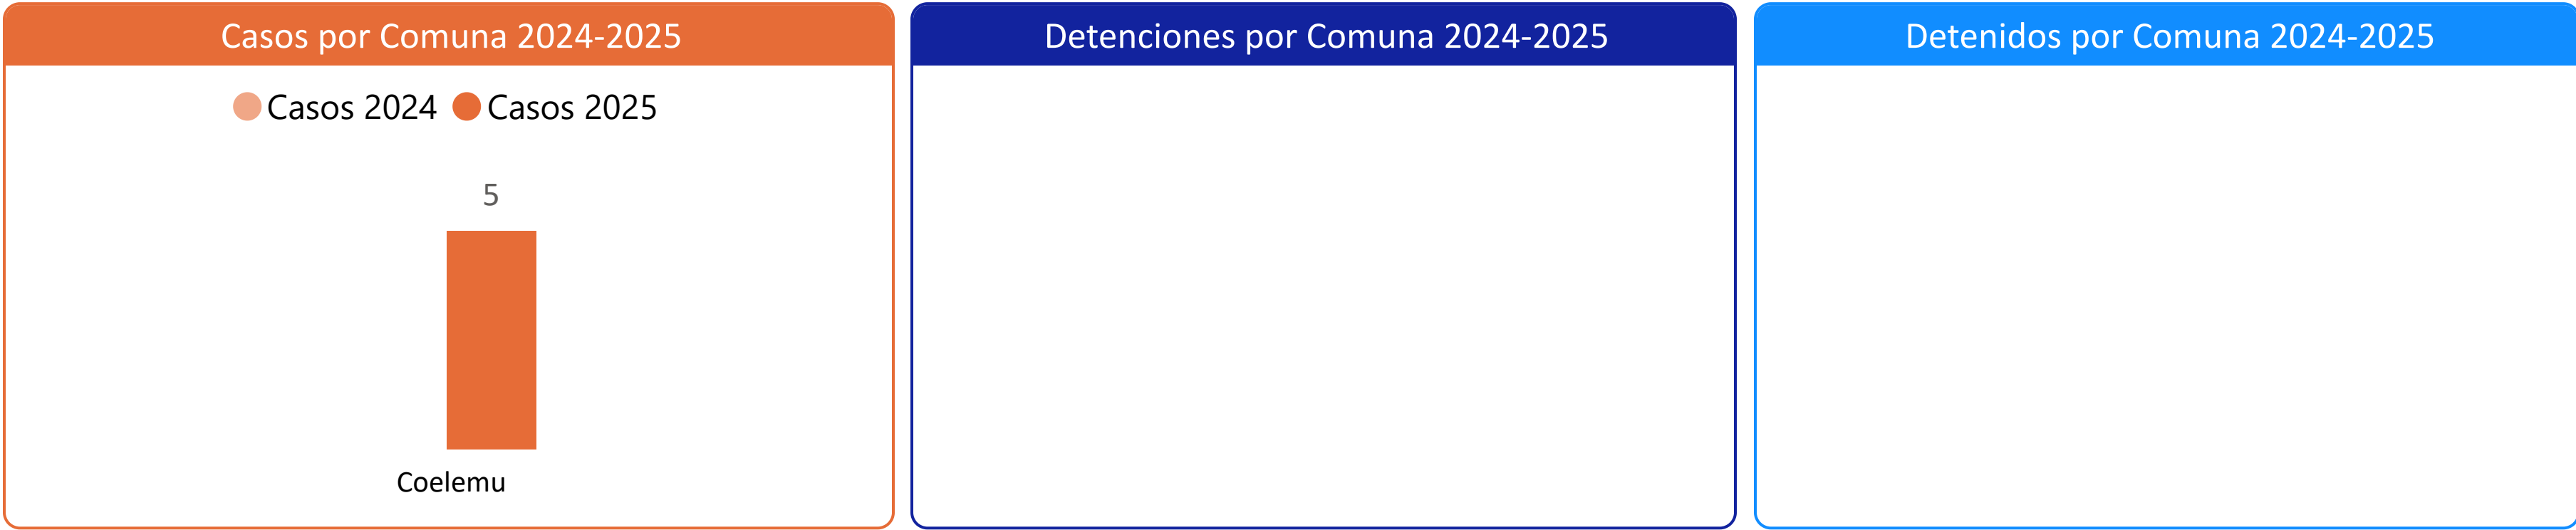 Casos por Comuna 2024-2025
Casos 2024 Casos 2025
5
Coelemu
Detenciones por Comuna 2024-2025
Detenidos por Comuna 2024-2025